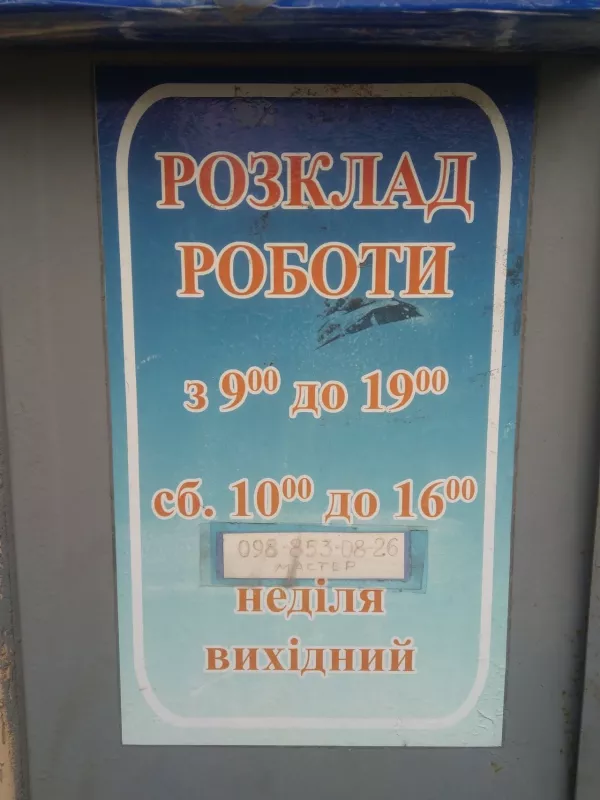 РОЗКЛАД
РОБОТИ
з 9⁰⁰ до 19⁰⁰
сб. 10⁰⁰ до 16⁰⁰
098-853-08-26
МАСТЕР
неділя
вихідний